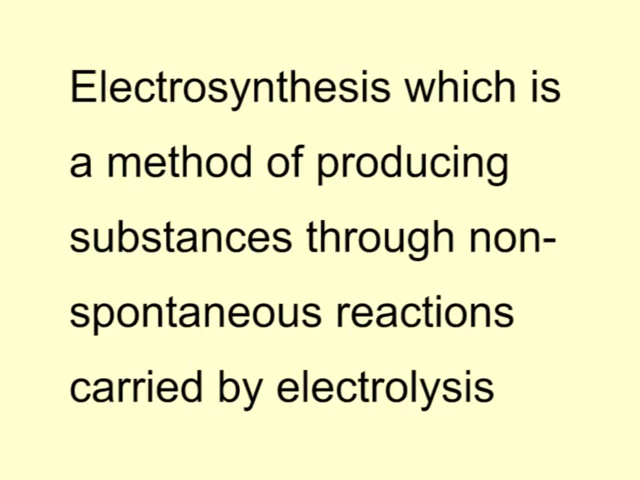 Electrosynthesis which is
a method of producing
substances through non-
spontaneous reactions
carried by electrolysis